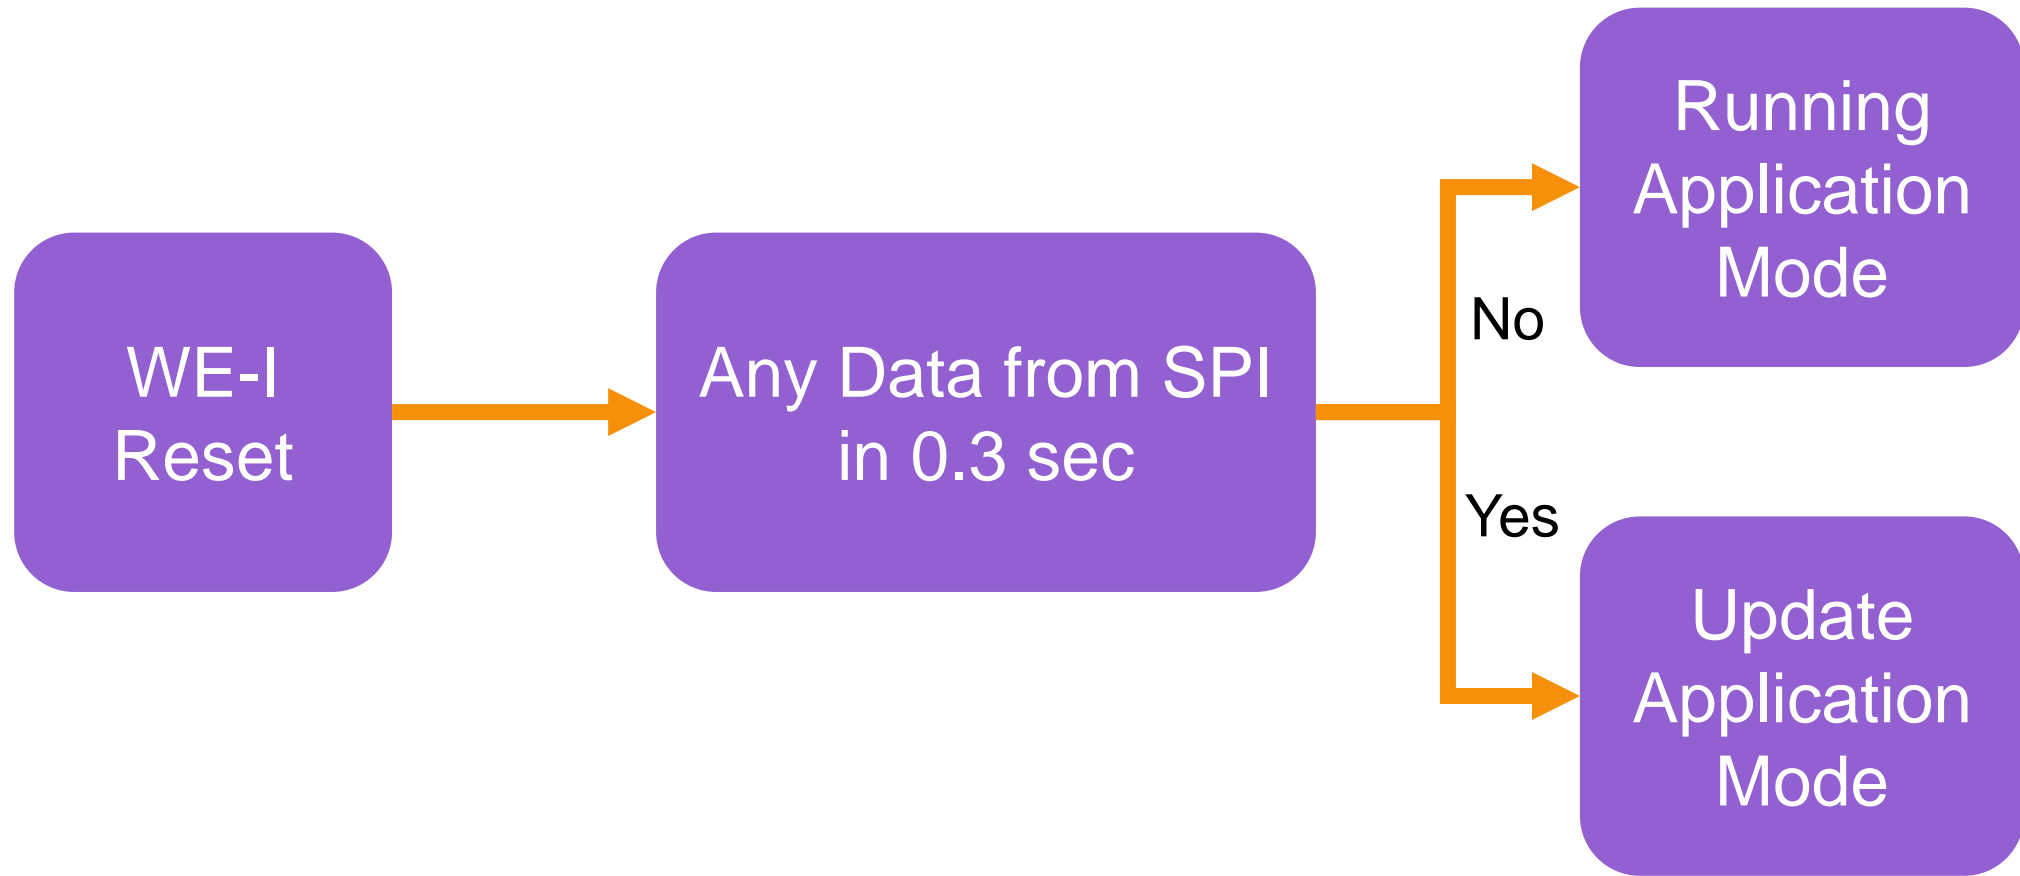 WE-I
Reset
Any Data from SPI
in 0.3 sec
No
Yes
Running
Application
Mode
Update
Application
Mode